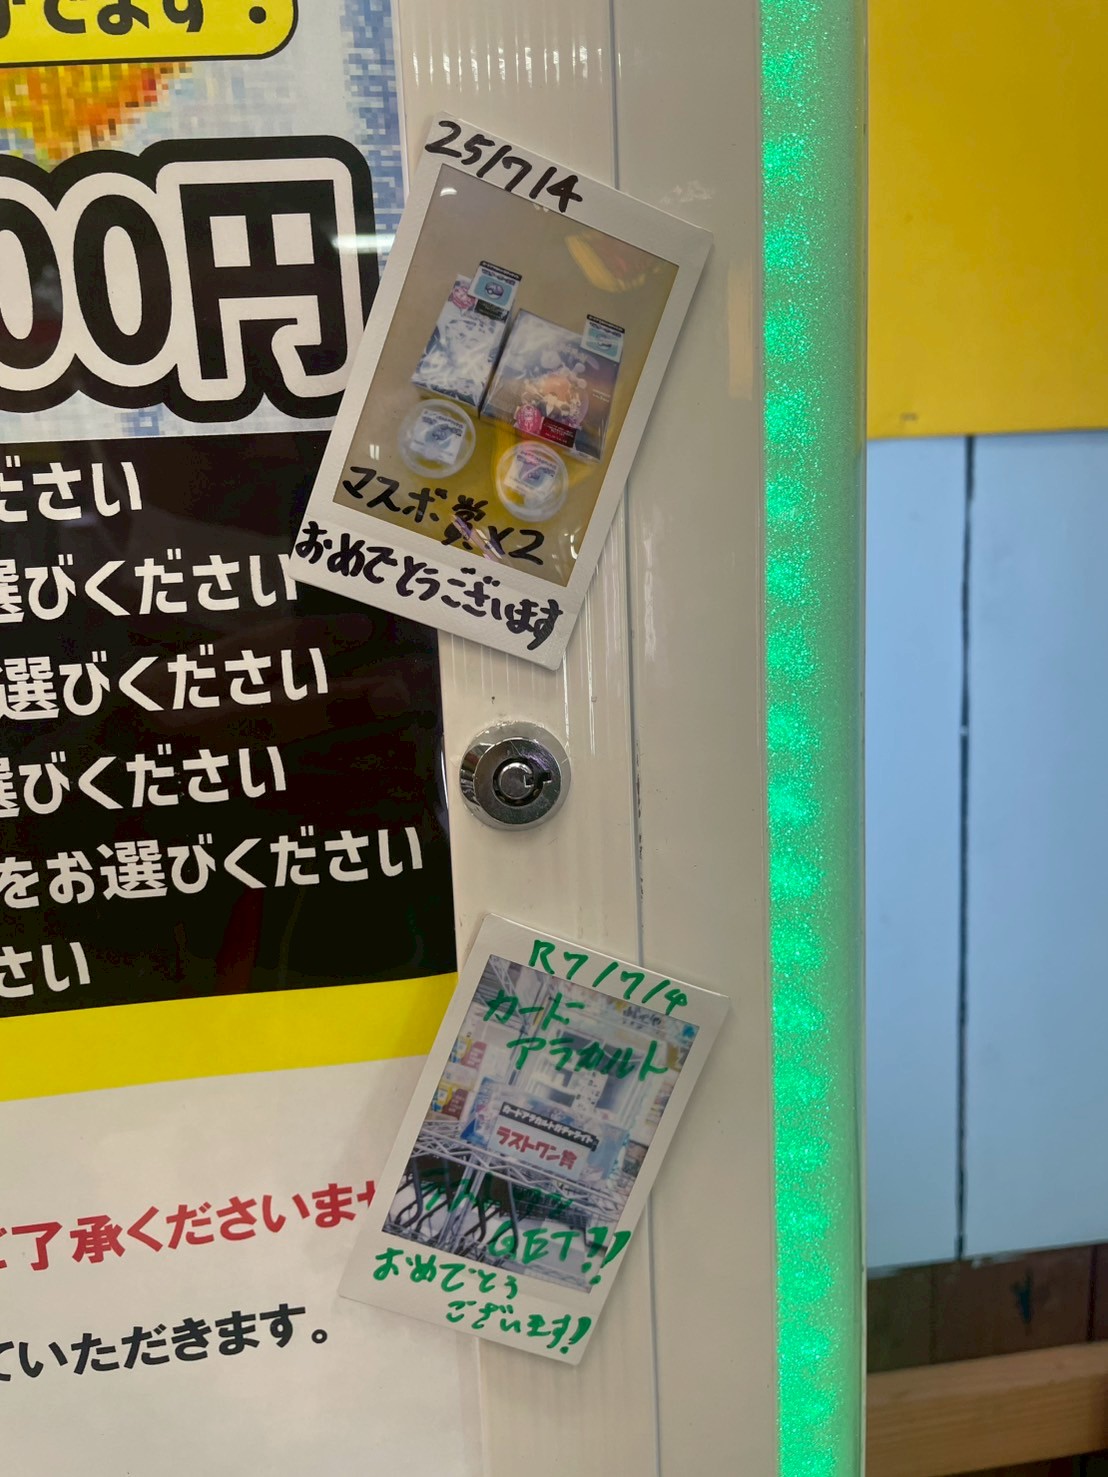 でます！
00円
ださい
選びください
選びください
選びください
をお選びください
さい
ご了承くださいませ
ていただきます。
25/7/4
マスボ賞×2
おめでとうございます
R7/7/4
カード
アラカルト
ラストワン賞
GET!!
おめでとう
ございます!